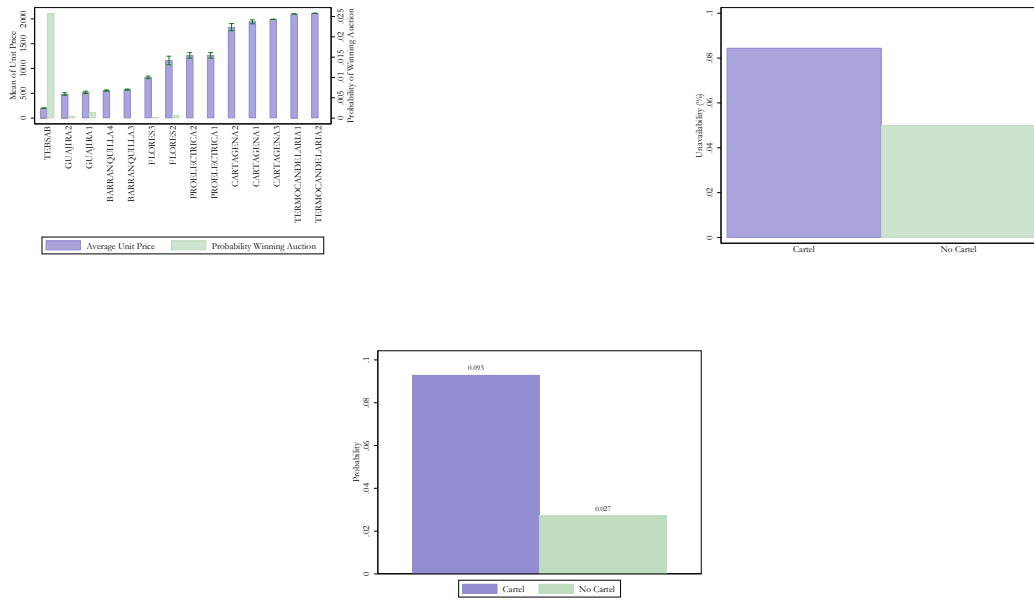 Mean of Unit Price
0 500 1000 1500 2000
Probability of Winning Auction
0 .005 .01 .015 .02 .025
TEBSAB
GUAJIRA2
GUAJIRA1
BARRANQUILLA4
BARRANQUILLA3
FLORES3
FLORES2
PROELECTRICA2
PROELECTRICA1
CARTAGENA2
CARTAGENA1
CARTAGENA3
TERMOCANDELARIA1
TERMOCANDELARIA2
Average Unit Price Probability Winning Auction
Unavailability (%)
0 .02 .04 .06 .08 .1
Cartel No Cartel
Probability
0 .02 .04 .06 .08 .1
0.093
0.027
Cartel No Cartel